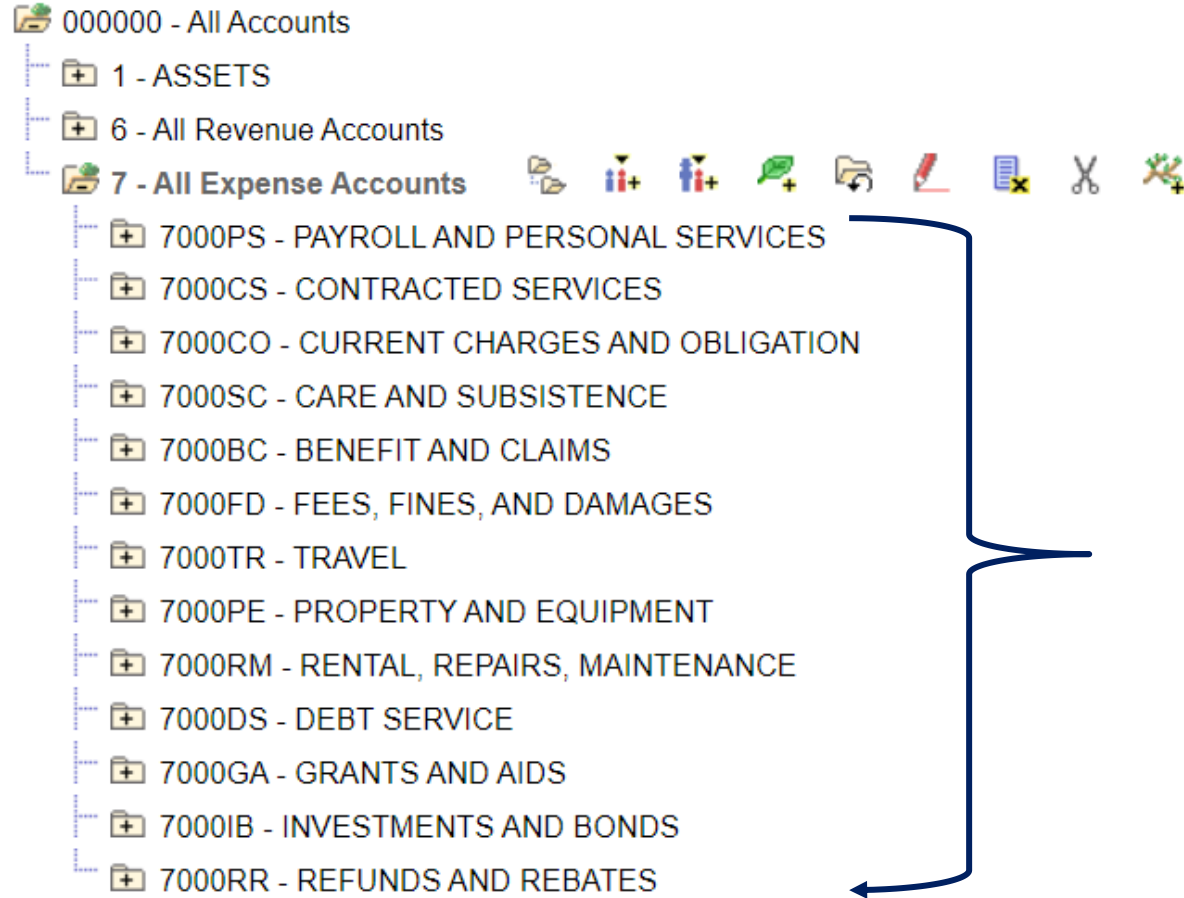 000000 - All Accounts
1 - ASSETS
6 - All Revenue Accounts
7 - All Expense Accounts
7000PS - PAYROLL AND PERSONAL SERVICES
7000CS - CONTRACTED SERVICES
7000CO - CURRENT CHARGES AND OBLIGATION
7000SC - CARE AND SUBSISTENCE
7000BC - BENEFIT AND CLAIMS
7000FD - FEES, FINES, AND DAMAGES
7000TR - TRAVEL
7000PE - PROPERTY AND EQUIPMENT
7000RM - RENTAL, REPAIRS, MAINTENANCE
7000DS - DEBT SERVICE
7000GA - GRANTS AND AIDS
7000IB - INVESTMENTS AND BONDS
7000RR - REFUNDS AND REBATES